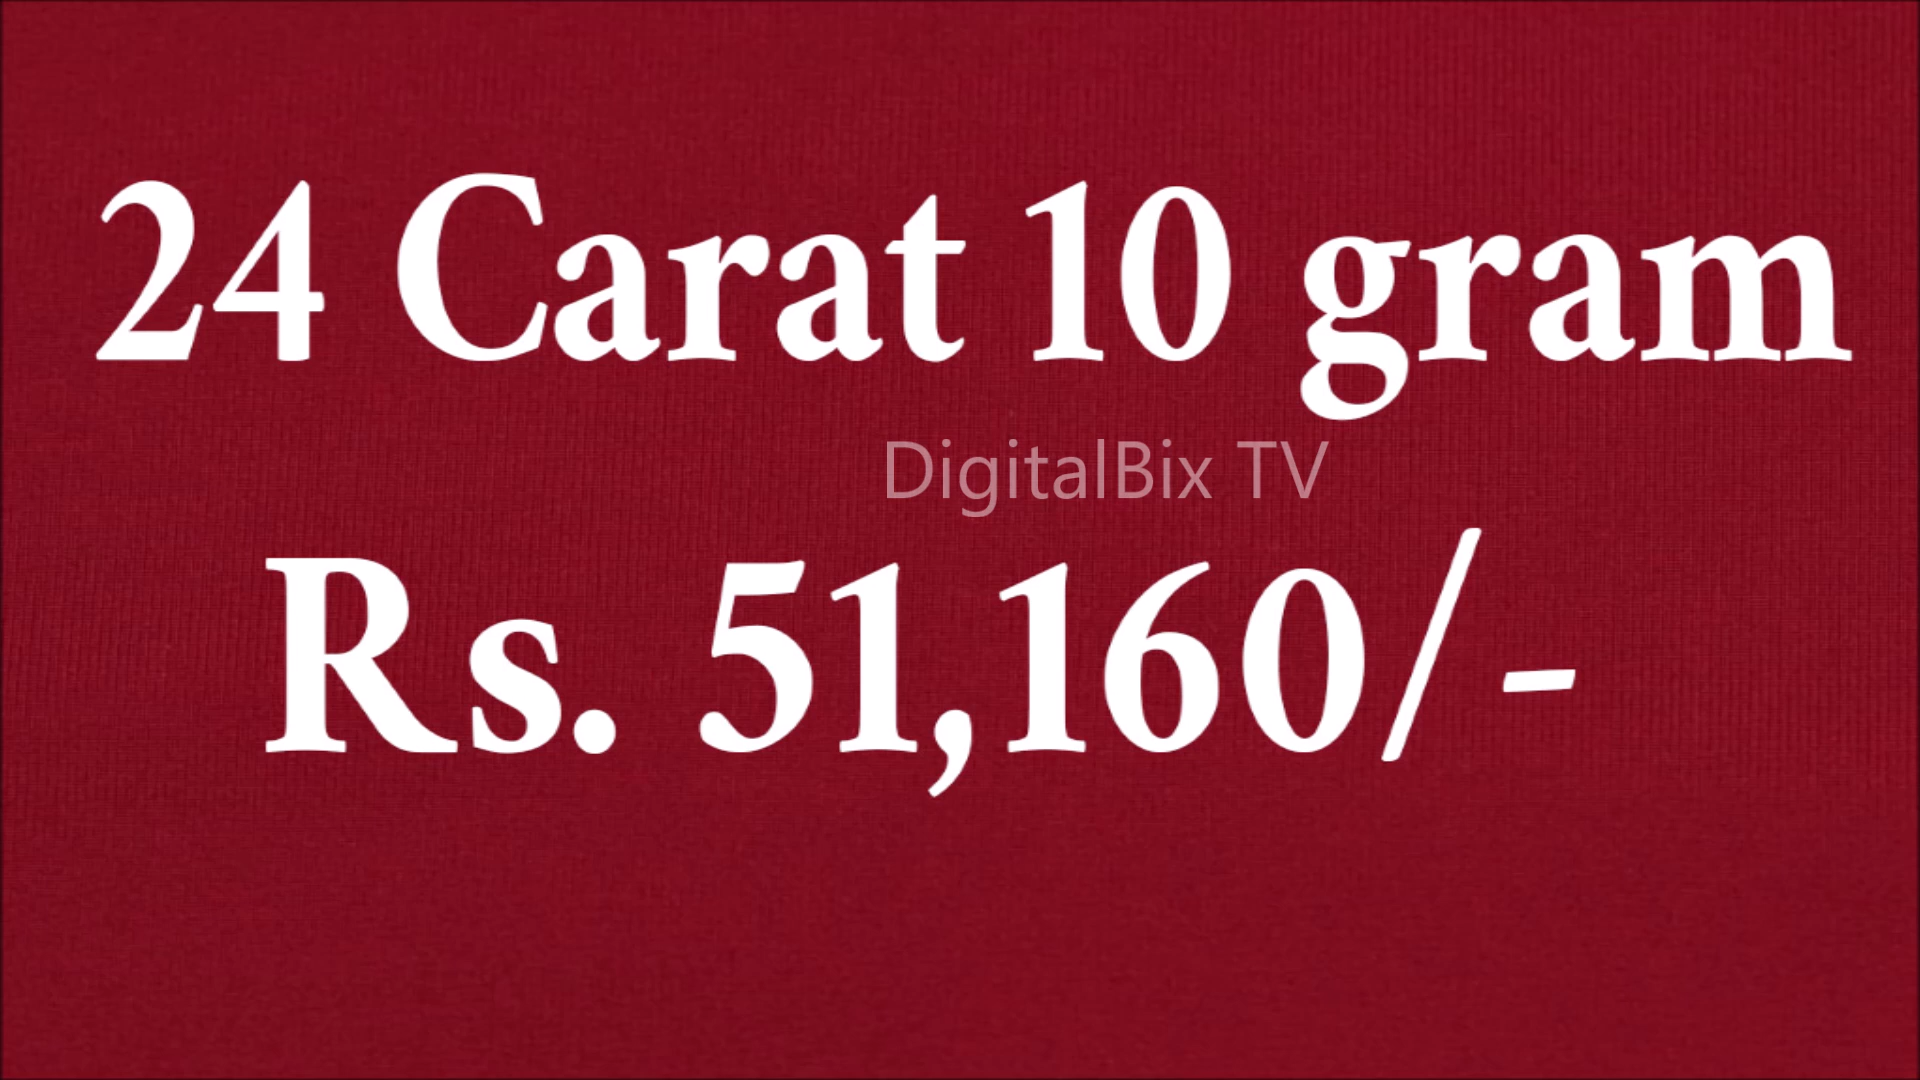 24 Carat 10 gram
DigitalBix TV
Rs. 51,160/-